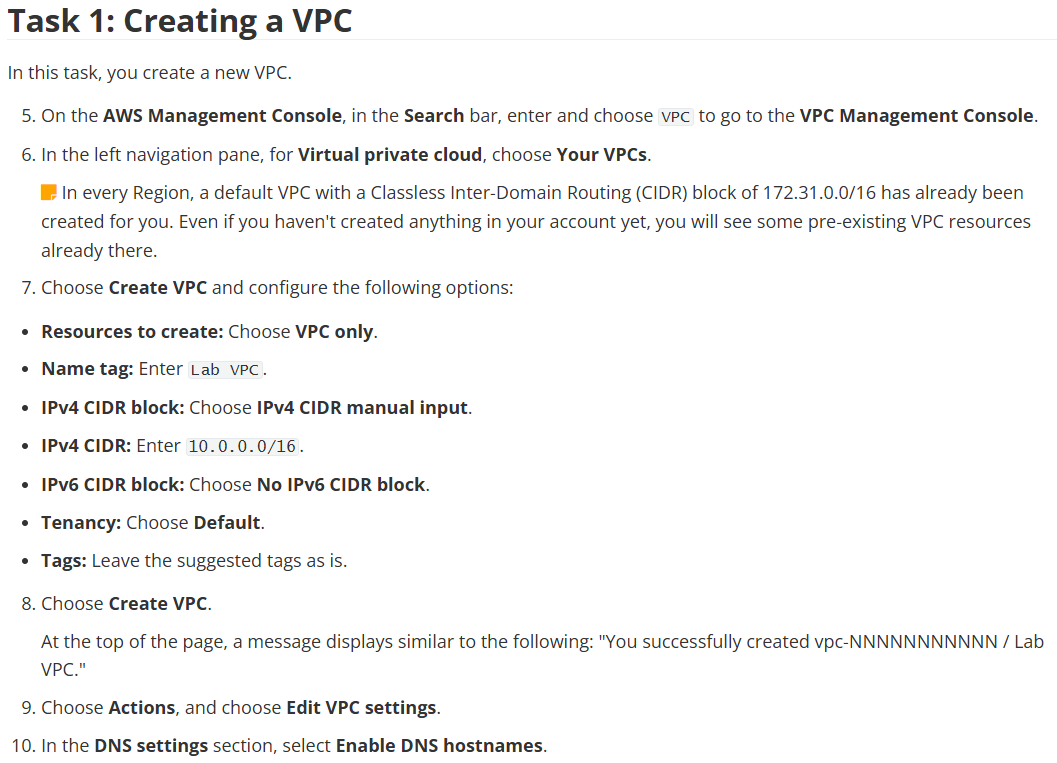 Task 1: Creating a VPC
In this task, you create a new VPC.
5. On the AWS Management Console, in the Search bar, enter and choose VPC to go to the VPC Management Console.
6. In the left navigation pane, for Virtual private cloud, choose Your VPCs.
In every Region, a default VPC with a Classless Inter-Domain Routing (CIDR) block of 172.31.0.0/16 has already been
created for you. Even if you haven't created anything in your account yet, you will see some pre-existing VPC resources
already there.
7. Choose Create VPC and configure the following options:
• Resources to create: Choose VPC only.
• Name tag: Enter Lab VPC.
• IPv4 CIDR block: Choose IPv4 CIDR manual input.
• IPv4 CIDR: Enter 10.0.0.0/16.
• IPv6 CIDR block: Choose No IPv6 CIDR block.
• Tenancy: Choose Default.
• Tags: Leave the suggested tags as is.
8. Choose Create VPC.
At the top of the page, a message displays similar to the following: "You successfully created vpc-NNNNNNNNNNN / Lab
VPC."
9. Choose Actions, and choose Edit VPC settings.
10. In the DNS settings section, select Enable DNS hostnames.